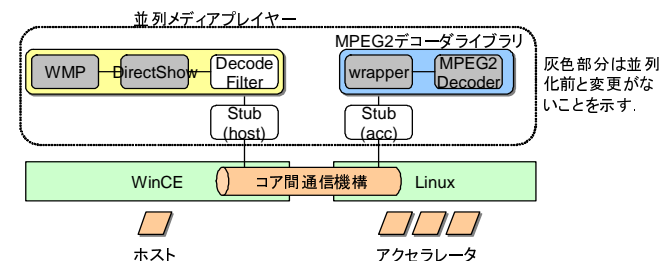 並列メディアプレイヤー
MPEG2デコーダライブラリ
WMP
DirectShow
Decode
Filter
wrapper
MPEG2
Decoder
灰色部分は並列
化前と変更がな
いことを示す.
Stub
(host)
Stub
(acc)
WinCE
コア間通信機構
Linux
ホスト
アクセラレータ